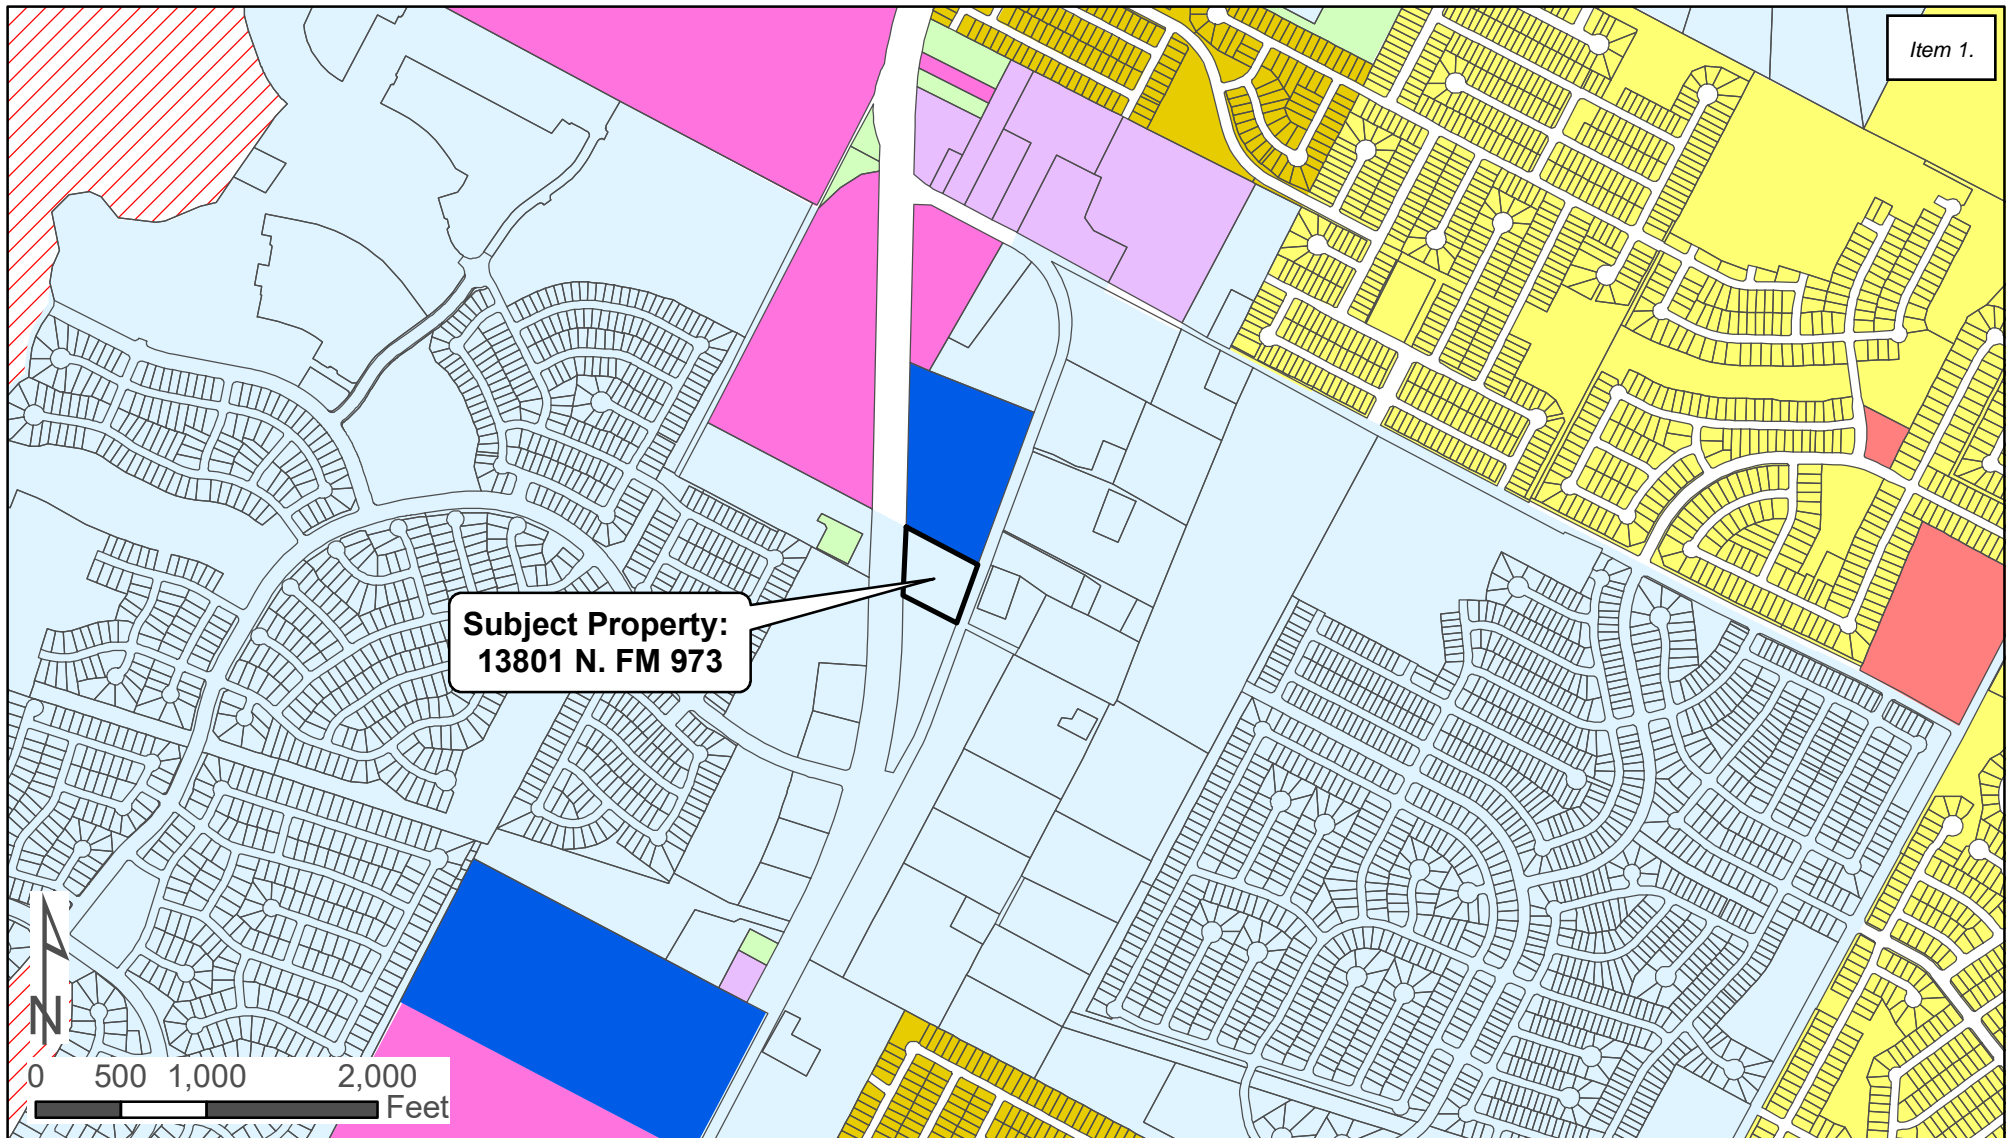 Item 1.
Subject Property:
13801 N. FM 973
N
0 500 1,000 2,000
Feet